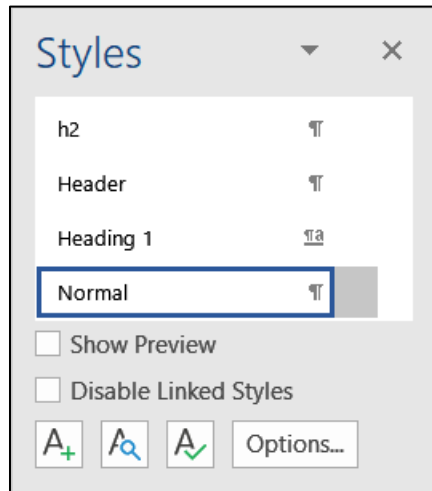 Styles
h2 ¶
Header ¶
Heading 1 ¶a
Normal ¶
Show Preview
Disable Linked Styles
A+ A A Options...